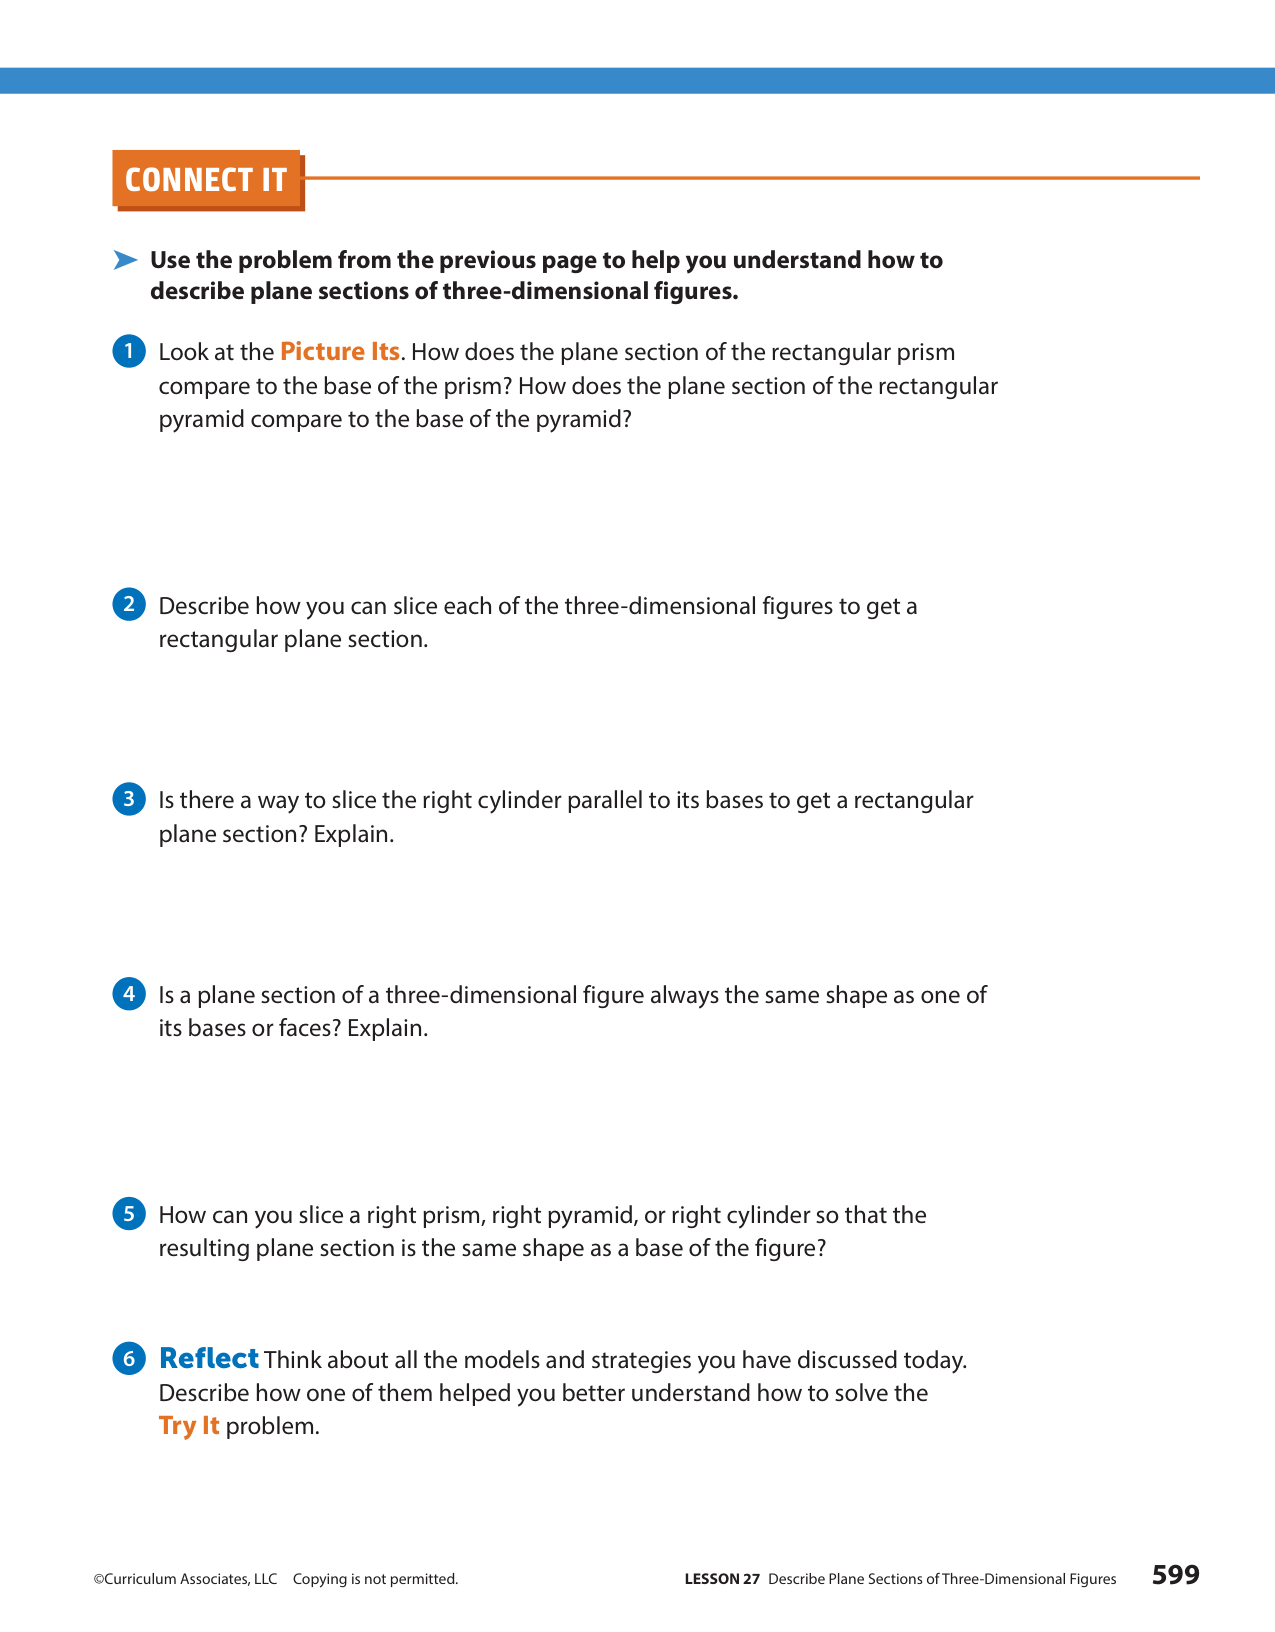 CONNECT IT
Use the problem from the previous page to help you understand how to
describe plane sections of three-dimensional figures.
1 Look at the Picture Its. How does the plane section of the rectangular prism
compare to the base of the prism? How does the plane section of the rectangular
pyramid compare to the base of the pyramid?
2 Describe how you can slice each of the three-dimensional figures to get a
rectangular plane section.
3 Is there a way to slice the right cylinder parallel to its bases to get a rectangular
plane section? Explain.
4 Is a plane section of a three-dimensional figure always the same shape as one of
its bases or faces? Explain.
5 How can you slice a right prism, right pyramid, or right cylinder so that the
resulting plane section is the same shape as a base of the figure?
6 Reflect Think about all the models and strategies you have discussed today.
Describe how one of them helped you better understand how to solve the
Try It problem.
©Curriculum Associates, LLC Copying is not permitted. LESSON 27 Describe Plane Sections of Three-Dimensional Figures 599